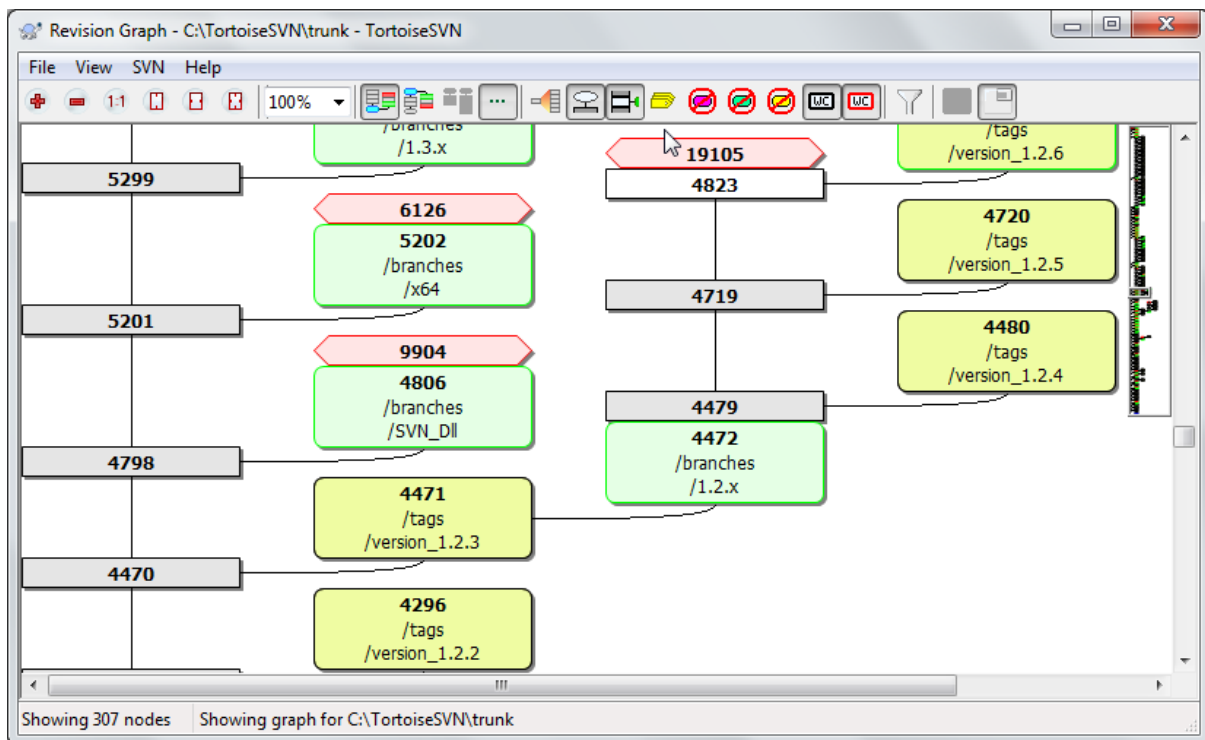 Revision Graph - C:\TortoiseSVN\trunk - TortoiseSVN
File View SVN Help
1:1 100% WC WC
/branches
/1.3.x
5299
6126
5202
/branches
/x64
5201
9904
4806
/branches
/SVN_Dll
4798
4471
/tags
/version_1.2.3
4470
4296
/tags
/version_1.2.2
19105
4823
4719
4479
4472
/branches
/1.2.x
/tags
/version_1.2.6
4720
/tags
/version_1.2.5
4480
/tags
/version_1.2.4
Showing 307 nodes Showing graph for C:\TortoiseSVN\trunk